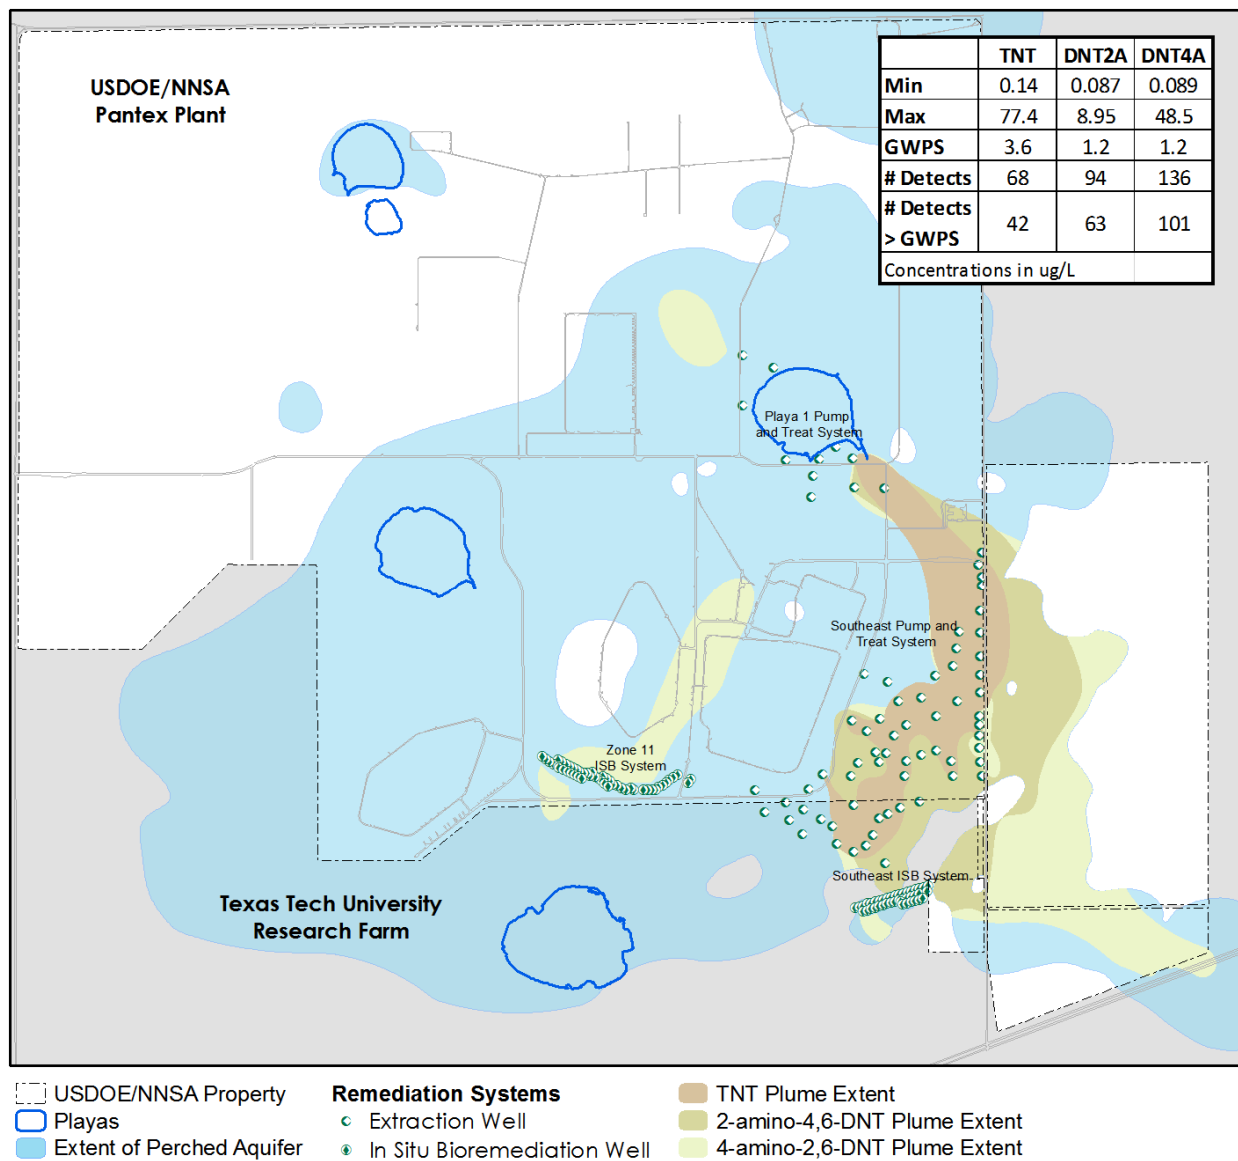 USDOE/NNSA
Pantex Plant
TNT DNT2A DNT4A
Min 0.14 0.087 0.089
Max 77.4 8.95 48.5
GWPS 3.6 1.2 1.2
# Detects 68 94 136
# Detects
> GWPS 42 63 101
Concentrations in ug/L
Playa 1 Pump
and Treat System
E1
Southeast Pump and
Treat System
Zone 11
ISB System
Southeast ISB System
Texas Tech University
Research Farm
USDOE/NNSA Property
Playas
Extent of Perched Aquifer
Remediation Systems
Extraction Well
In Situ Bioremediation Well
TNT Plume Extent
2-amino-4,6-DNT Plume Extent
4-amino-2,6-DNT Plume Extent